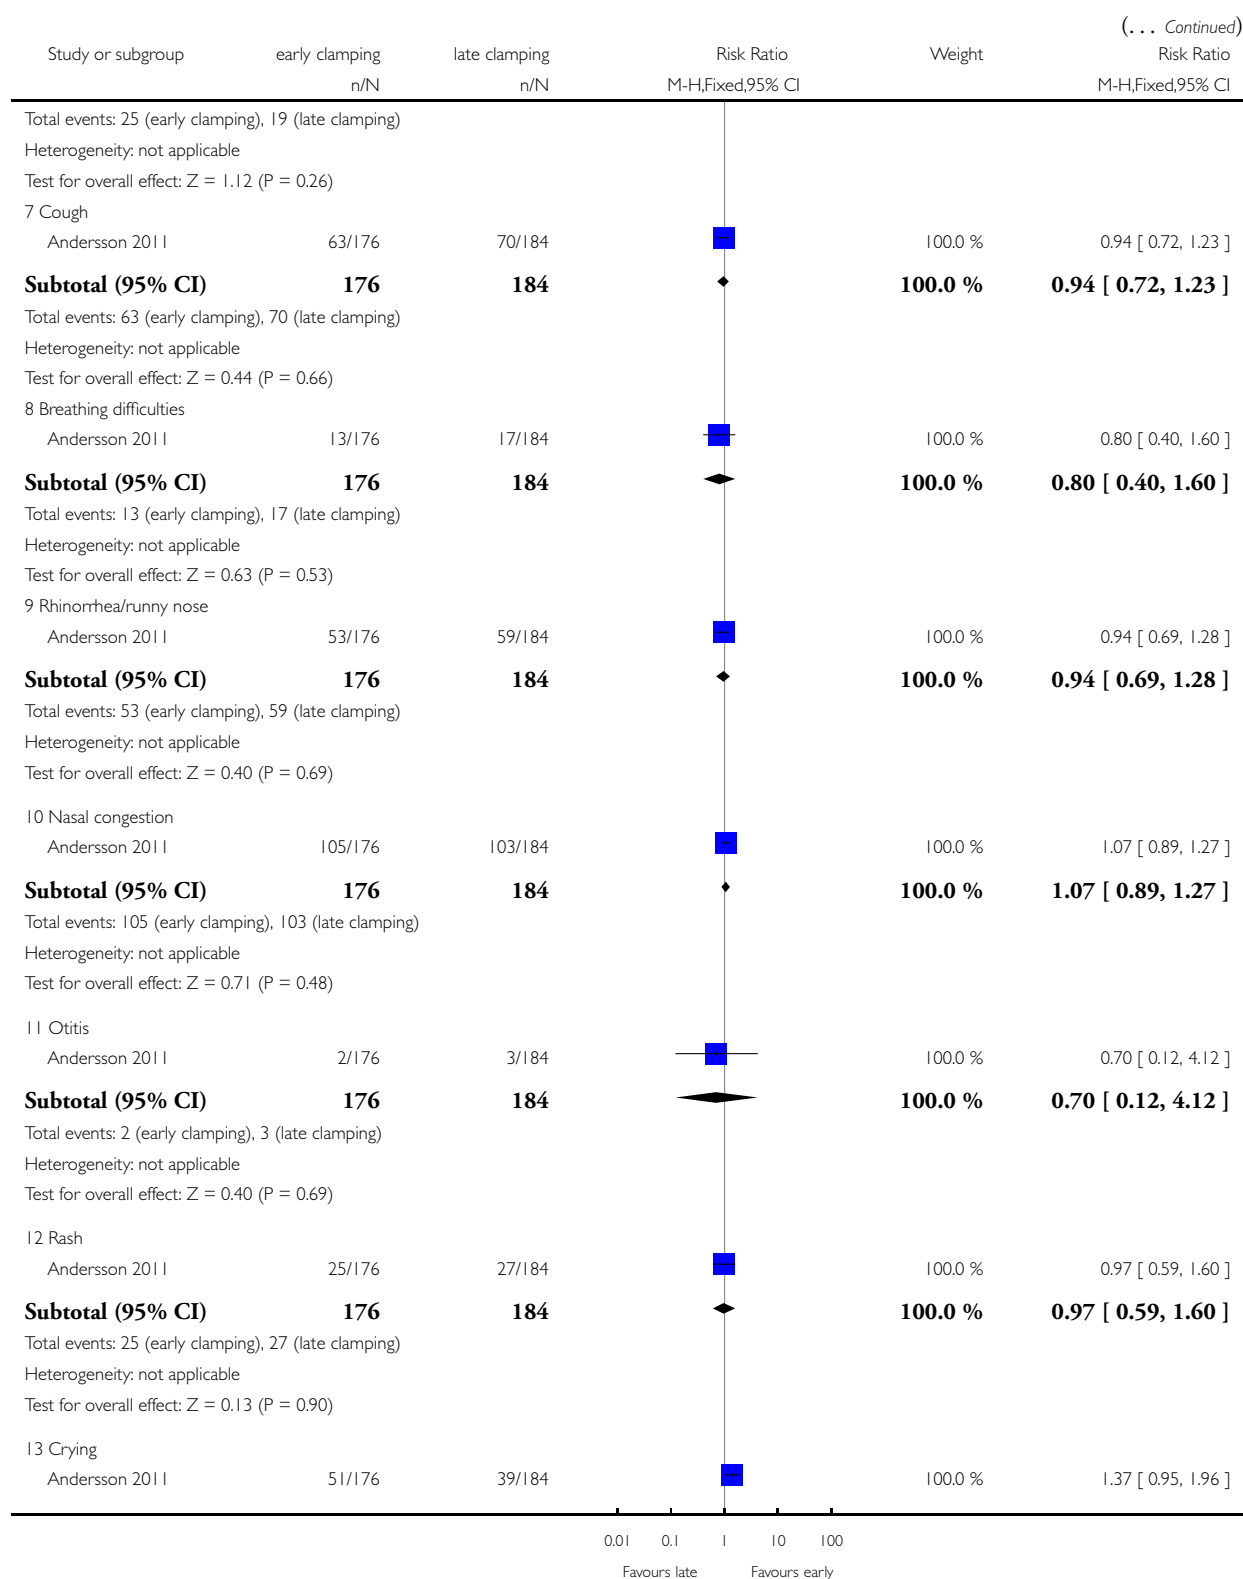 (... Continued)
Study or subgroup early clamping late clamping Risk Ratio Weight Risk Ratio
n/N n/N M-H,Fixed,95% CI M-H,Fixed,95% CI
Total events: 25 (early clamping), 19 (late clamping)
Heterogeneity: not applicable
Test for overall effect: Z = 1.12 (P = 0.26)
7 Cough
Andersson 2011 63/176 70/184 100.0 % 0.94 [ 0.72, 1.23 ]
Subtotal (95% CI) 176 184 100.0 % 0.94 [ 0.72, 1.23 ]
Total events: 63 (early clamping), 70 (late clamping)
Heterogeneity: not applicable
Test for overall effect: Z = 0.44 (P = 0.66)
8 Breathing difficulties
Andersson 2011 13/176 17/184 100.0 % 0.80 [ 0.40, 1.60 ]
Subtotal (95% CI) 176 184 100.0 % 0.80 [ 0.40, 1.60 ]
Total events: 13 (early clamping), 17 (late clamping)
Heterogeneity: not applicable
Test for overall effect: Z = 0.63 (P = 0.53)
9 Rhinorrhea/runny nose
Andersson 2011 53/176 59/184 100.0 % 0.94 [ 0.69, 1.28 ]
Subtotal (95% CI) 176 184 100.0 % 0.94 [ 0.69, 1.28 ]
Total events: 53 (early clamping), 59 (late clamping)
Heterogeneity: not applicable
Test for overall effect: Z = 0.40 (P = 0.69)
10 Nasal congestion
Andersson 2011 105/176 103/184 100.0 % 1.07 [ 0.89, 1.27 ]
Subtotal (95% CI) 176 184 100.0 % 1.07 [ 0.89, 1.27 ]
Total events: 105 (early clamping), 103 (late clamping)
Heterogeneity: not applicable
Test for overall effect: Z = 0.71 (P = 0.48)
11 Otitis
Andersson 2011 2/176 3/184 100.0 % 0.70 [ 0.12, 4.12 ]
Subtotal (95% CI) 176 184 100.0 % 0.70 [ 0.12, 4.12 ]
Total events: 2 (early clamping), 3 (late clamping)
Heterogeneity: not applicable
Test for overall effect: Z = 0.40 (P = 0.69)
12 Rash
Andersson 2011 25/176 27/184 100.0 % 0.97 [ 0.59, 1.60 ]
Subtotal (95% CI) 176 184 100.0 % 0.97 [ 0.59, 1.60 ]
Total events: 25 (early clamping), 27 (late clamping)
Heterogeneity: not applicable
Test for overall effect: Z = 0.13 (P = 0.90)
13 Crying
Andersson 2011 51/176 39/184 100.0 % 1.37 [ 0.95, 1.96 ]
0.01 0.1 1 10 100
Favours late Favours early